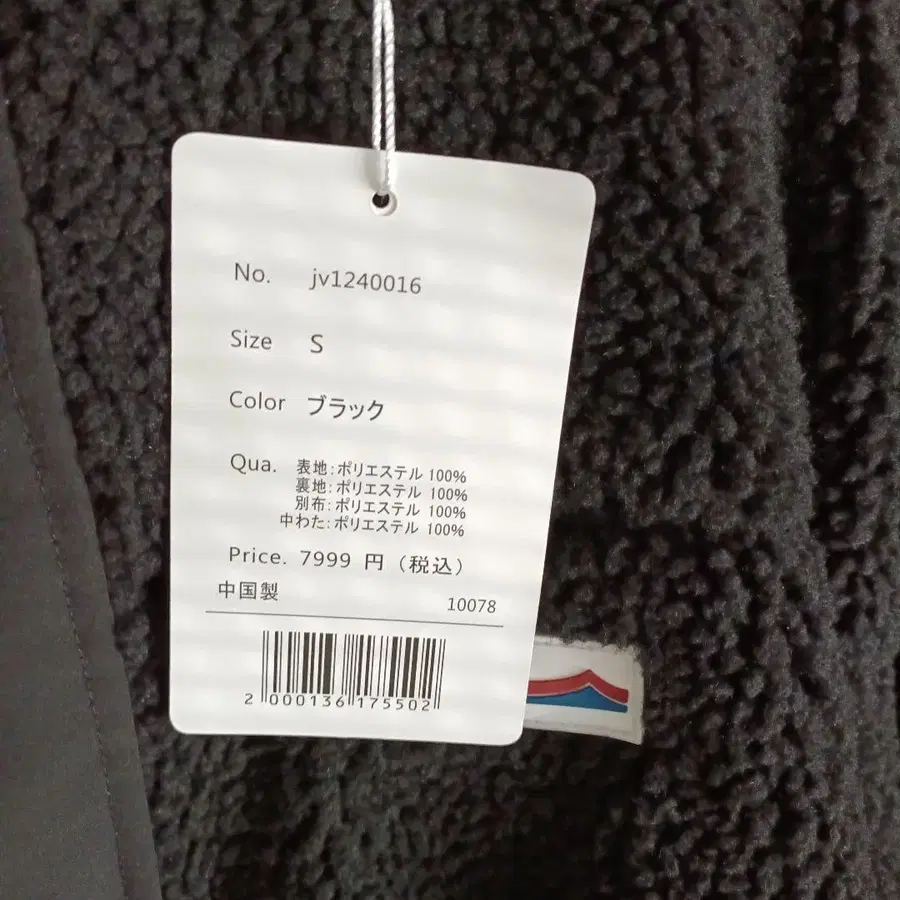 No. jv1240016
Size S
Color ブラック
Qua. 表地:ポリエステル 100%
裏地:ポリエステル 100%
別布:ポリエステル 100%
中わた:ポリエステル 100%
Price. 7999 円（税込）
中国製
10078
2 000136 175502